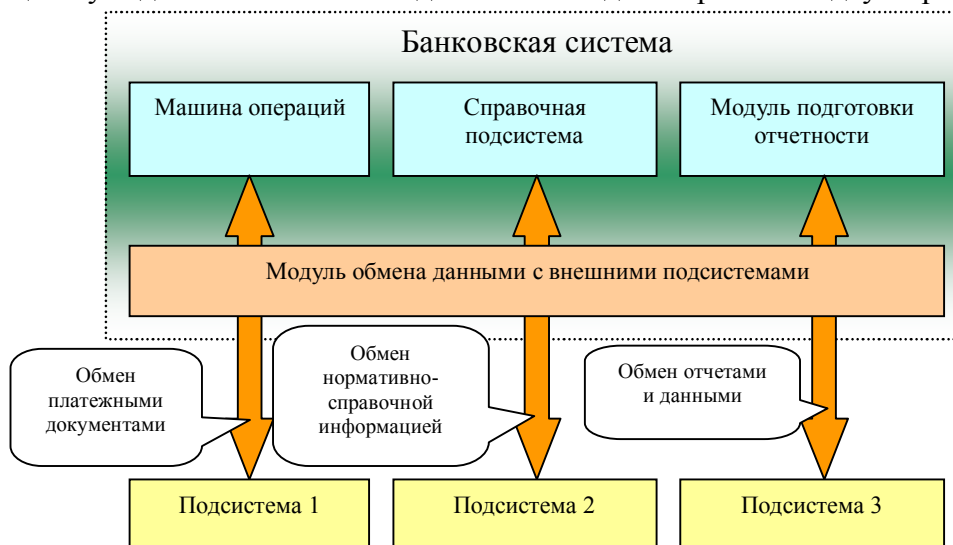 Банковская система
Машина операций
Справочная
подсистема
Модуль подготовки
отчетности
Модуль обмена данными с внешними подсистемами
Обмен
платежными
документами
Обмен
нормативно-
справочной
информацией
Обмен отчетами
и данными
Подсистема 1
Подсистема 2
Подсистема 3